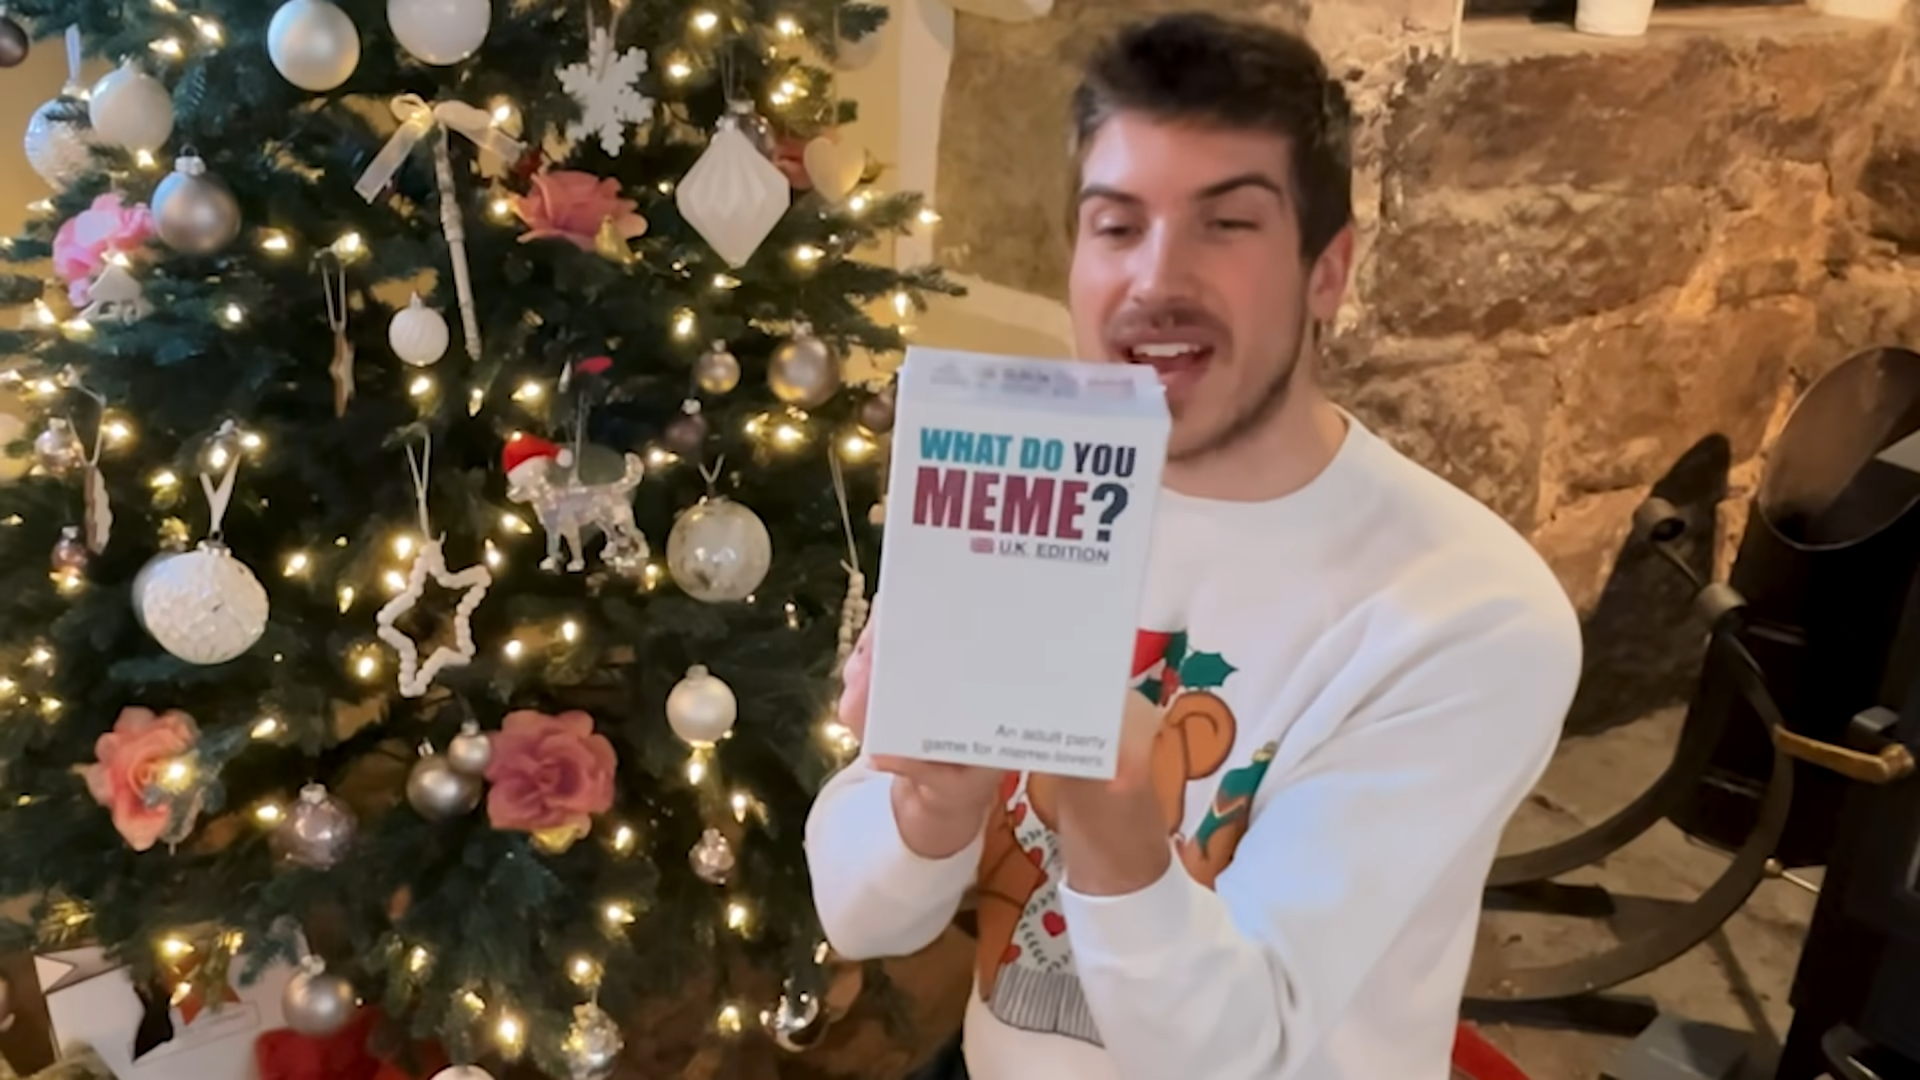 WHAT DO YOU
MEME?
U.K. EDITION
An adult party
game for meme-lovers